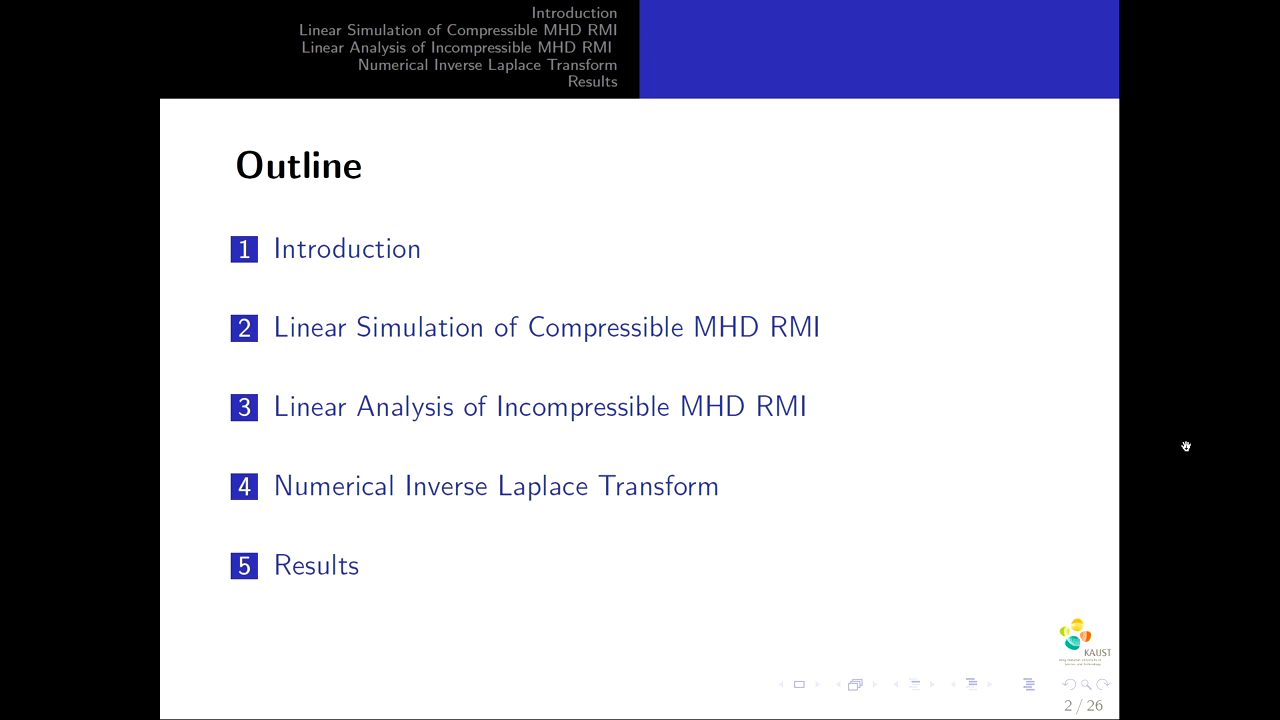 Introduction
Linear Simulation of Compressible MHD RMI
Linear Analysis of Incompressible MHD RMI
Numerical Inverse Laplace Transform
Results
Outline
1 Introduction
2 Linear Simulation of Compressible MHD RMI
3 Linear Analysis of Incompressible MHD RMI
4 Numerical Inverse Laplace Transform
5 Results
KAUST
2 / 26